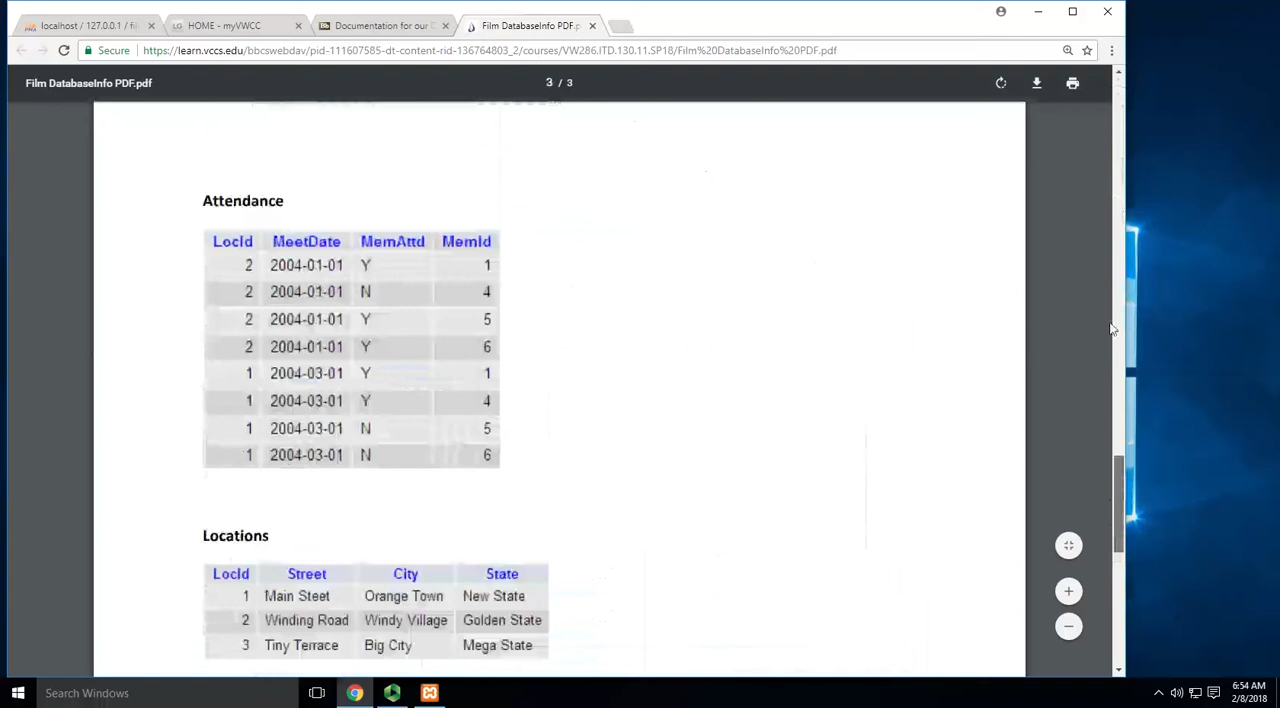 localhost / 127.0.0.1 / fil
HOME - myVWCC
Documentation for our D
Film DatabaseInfo PDF.p
Secure https://learn.vccs.edu/bbcswebdav/pid-111607585-dt-content-rid-136764803_2/courses/VW286.ITD.130.11.SP18/Film%20DatabaseInfo%20PDF.pdf
Film DatabaseInfo PDF.pdf 3 / 3
Attendance
LocId MeetDate MemAttd MemId
2 2004-01-01 Y 1
2 2004-01-01 N 4
2 2004-01-01 Y 5
2 2004-01-01 Y 6
1 2004-03-01 Y 1
1 2004-03-01 Y 4
1 2004-03-01 N 5
1 2004-03-01 N 6
Locations
LocId Street City State
1 Main Steet Orange Town New State
2 Winding Road Windy Village Golden State
3 Tiny Terrace Big City Mega State
Search Windows
6:54 AM
2/8/2018